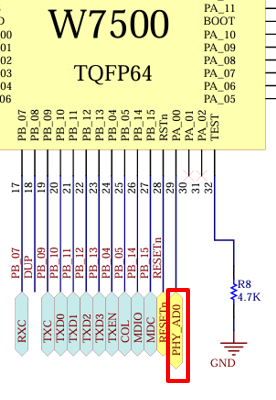 PA_11
BOOT
PA_10
PA_09
PA_08
PA_07
PA_06
PA_05
00
01
02
03
04
06
W7500
TQFP64
PB_07
PB_08
PB_09
PB_10
PB_11
PB_12
PB_13
PB_04
PB_05
PB_14
PB_15
RSTn
PA_00
PA_01
PA_02
TEST
17
18
19
20
21
22
23
24
25
26
27
28
29
30
31
32
PB_07
DUP
PB_09
PB_10
PB_11
PB_12
PB_13
PB_04
PB_05
PB_14
PB_15
RESETn
RXC
TXC
TXD0
TXD1
TXD2
TXD3
TXEN
COL
MDIO
MDC
RESETn
PHY_AD0
R8
4.7K
GND